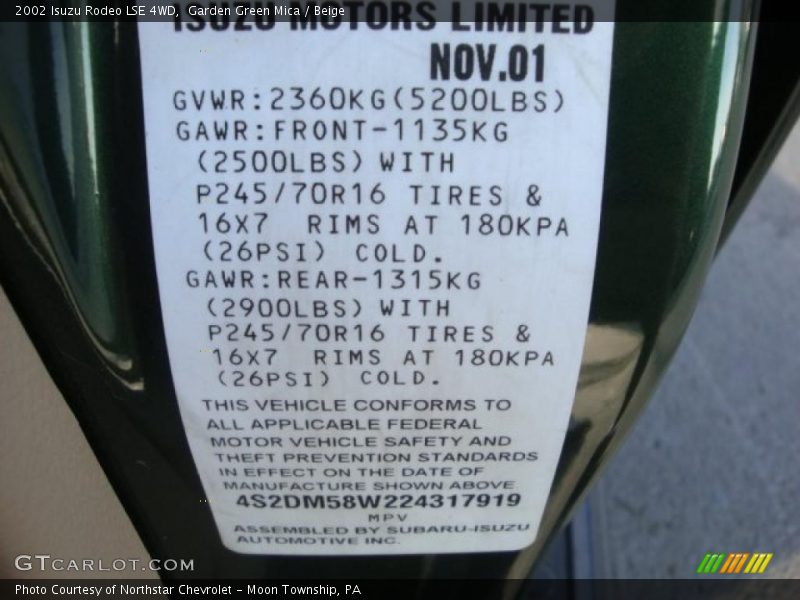 2002 Isuzu Rodeo LSE 4WD, Garden Green Mica / Beige
ISUZU MOTORS LIMITED
NOV.01
GVWR:2360KG(5200LBS)
GAWR:FRONT-1135KG
(2500LBS) WITH
P245/70R16 TIRES &
16X7 RIMS AT 180KPA
(26PSI) COLD.
GAWR:REAR-1315KG
(2900LBS) WITH
P245/70R16 TIRES &
16X7 RIMS AT 180KPA
(26PSI) COLD.
THIS VEHICLE CONFORMS TO
ALL APPLICABLE FEDERAL
MOTOR VEHICLE SAFETY AND
THEFT PREVENTION STANDARDS
IN EFFECT ON THE DATE OF
MANUFACTURE SHOWN ABOVE
4S2DM58W224317919
MPV
ASSEMBLED BY SUBARU-ISUZU
AUTOMOTIVE INC.
GTCARLOT.COM
Photo Courtesy of Northstar Chevrolet - Moon Township, PA